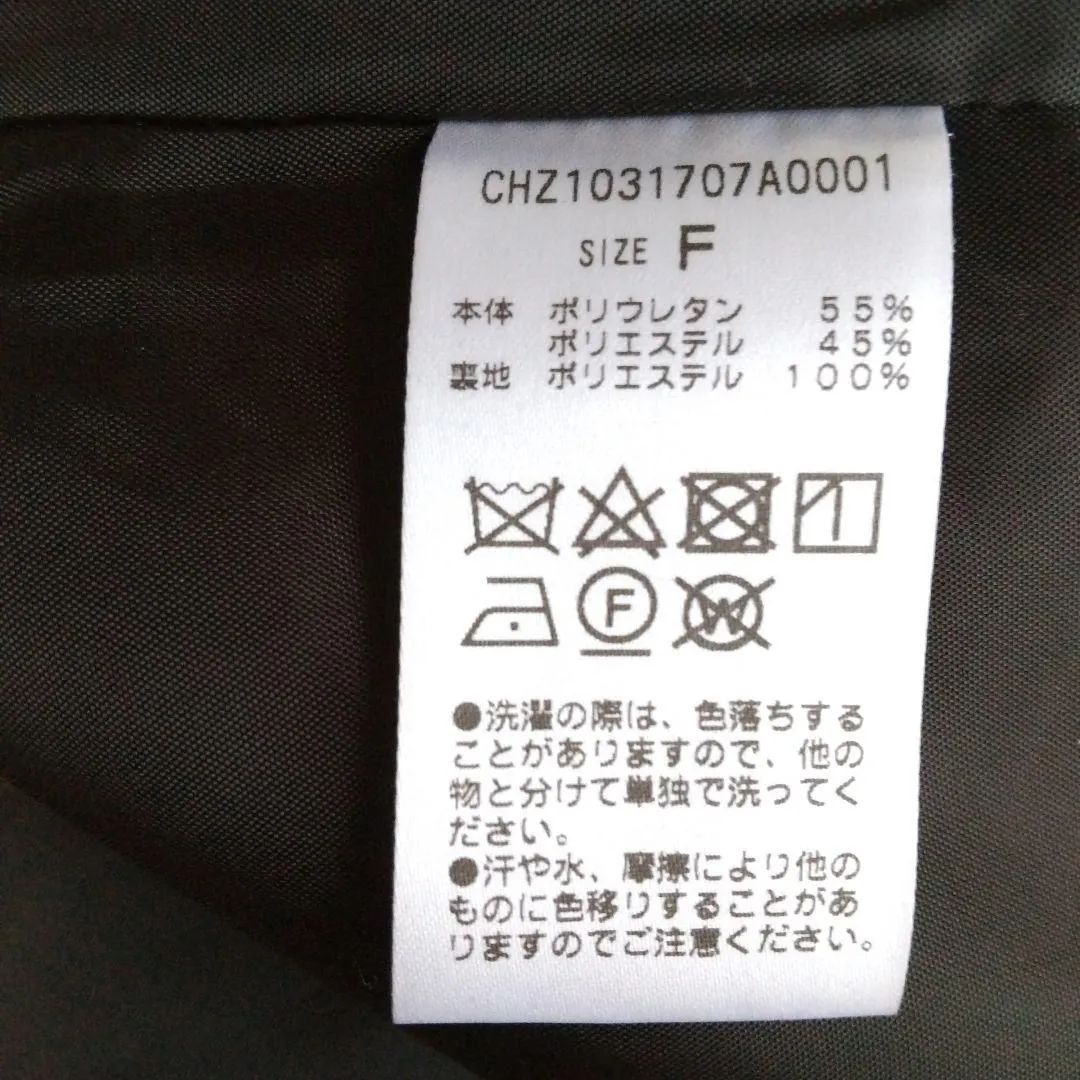 CHZ1031707A0001
SIZE F
本体 ポリウレタン 55%
ポリエステル 45%
裏地 ポリエステル 100%
F W
●洗濯の際は、色落ちする
ことがありますので、他の
物と分けて単独で洗ってく
ださい。
●汗や水、摩擦により他の
ものに色移りすることがあ
りますのでご注意ください。